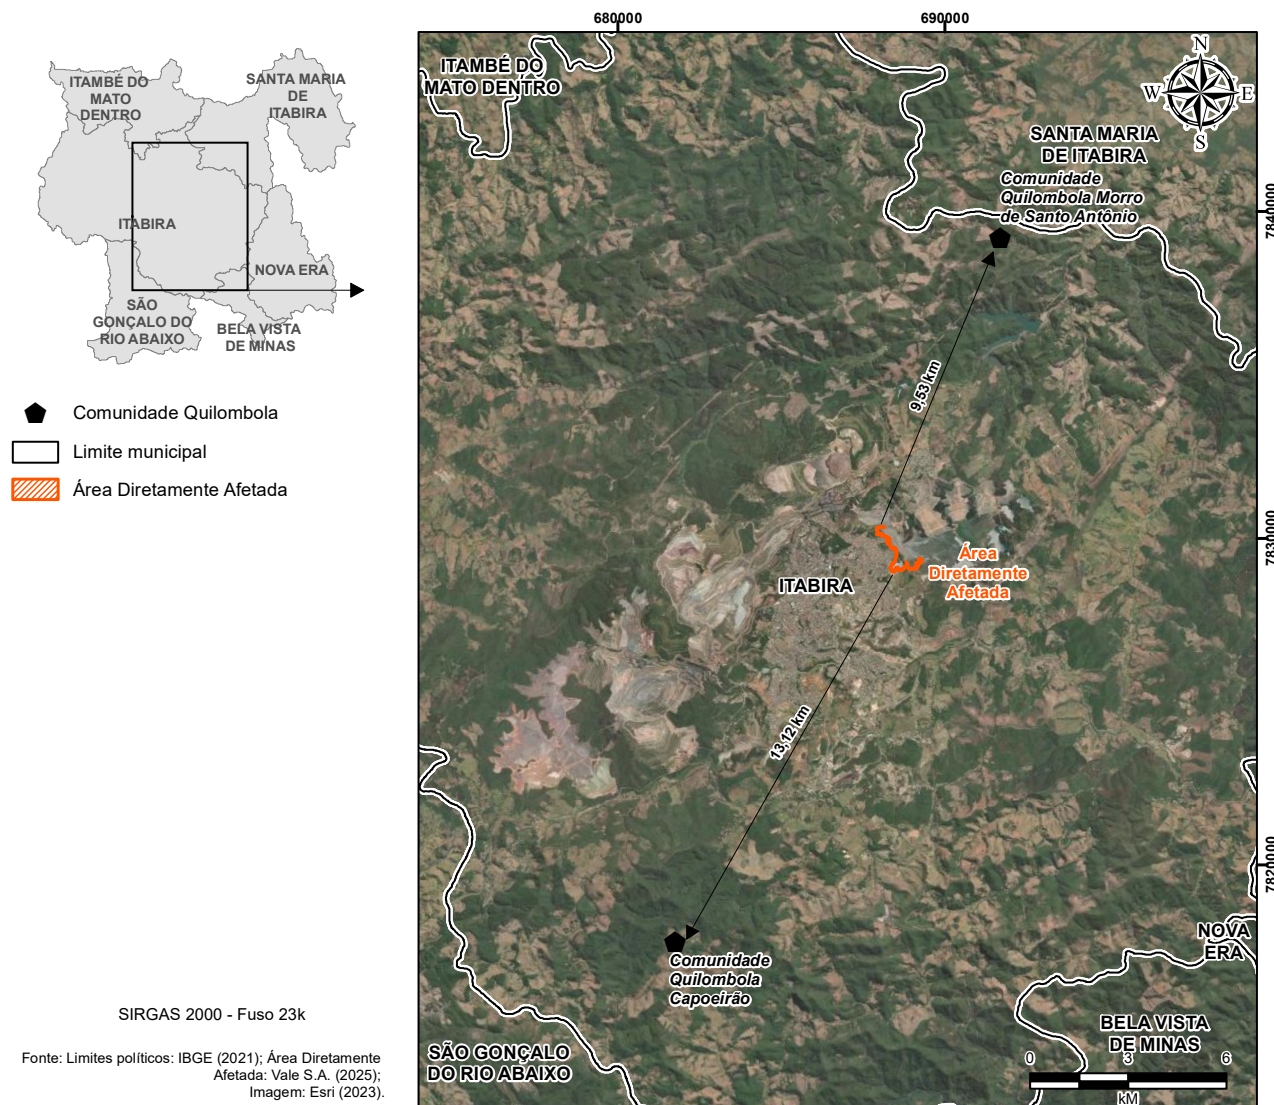 ITAMBÉ DO
MATO
DENTRO
SANTA MARIA
DE
ITABIRA
ITABIRA
NOVA ERA
SÃO
GONÇALO DO
RIO ABAIXO
BELA VISTA
DE MINAS
Comunidade Quilombola
Limite municipal
Área Diretamente Afetada
SIRGAS 2000 - Fuso 23k
Fonte: Limites políticos: IBGE (2021); Área Diretamente
Afetada: Vale S.A. (2025);
Imagem: Esri (2023).
680000
690000
ITAMBÉ DO
MATO DENTRO
N
W
E
S
SANTA MARIA
DE ITABIRA
Comunidade
Quilombola Morro
de Santo Antônio
7840000
9,53 km
7830000
Área
Diretamente
Afetada
ITABIRA
13,12 km
7820000
Comunidade
Quilombola
Capoeirão
NOVA
ERA
BELA VISTA
DE MINAS
SÃO GONÇALO
DO RIO ABAIXO
0
3
6
kM